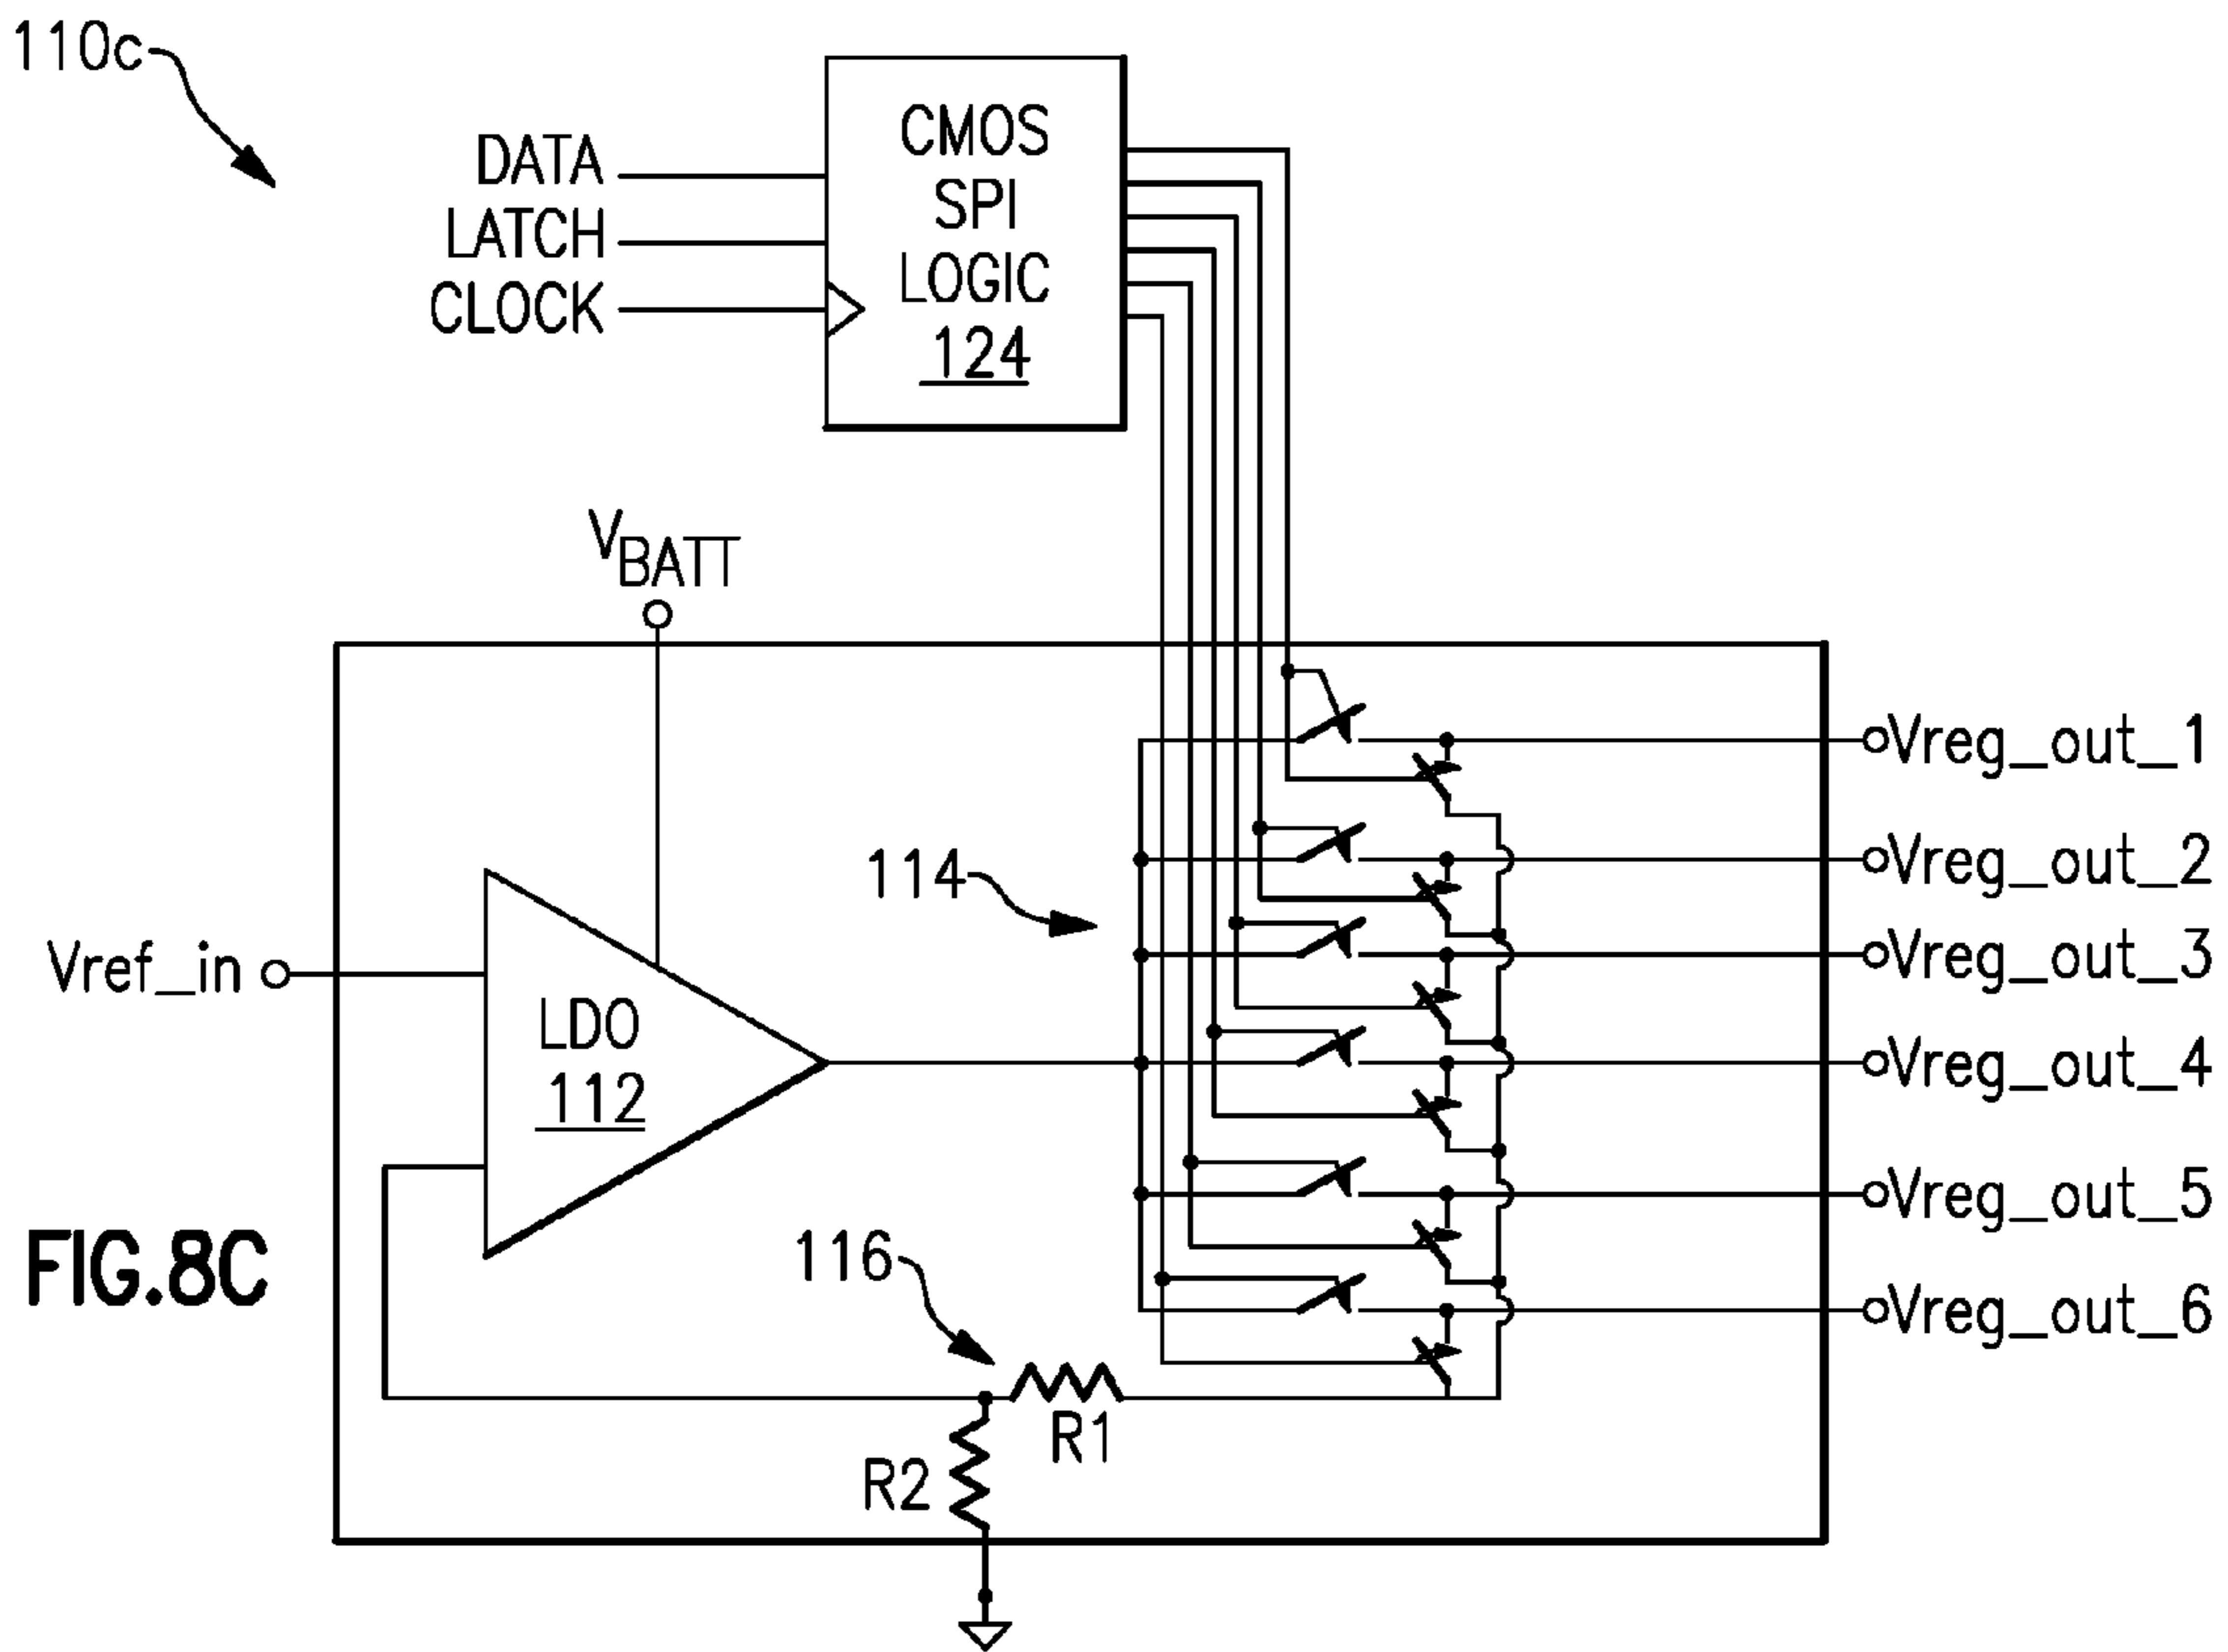 110c
DATA
LATCH
CLOCK
CMOS
SPI
LOGIC
124
VBATT
Vref_in
LDO
112
114
116
R1
R2
Vreg_out_1
Vreg_out_2
Vreg_out_3
Vreg_out_4
Vreg_out_5
Vreg_out_6
FIG.8C